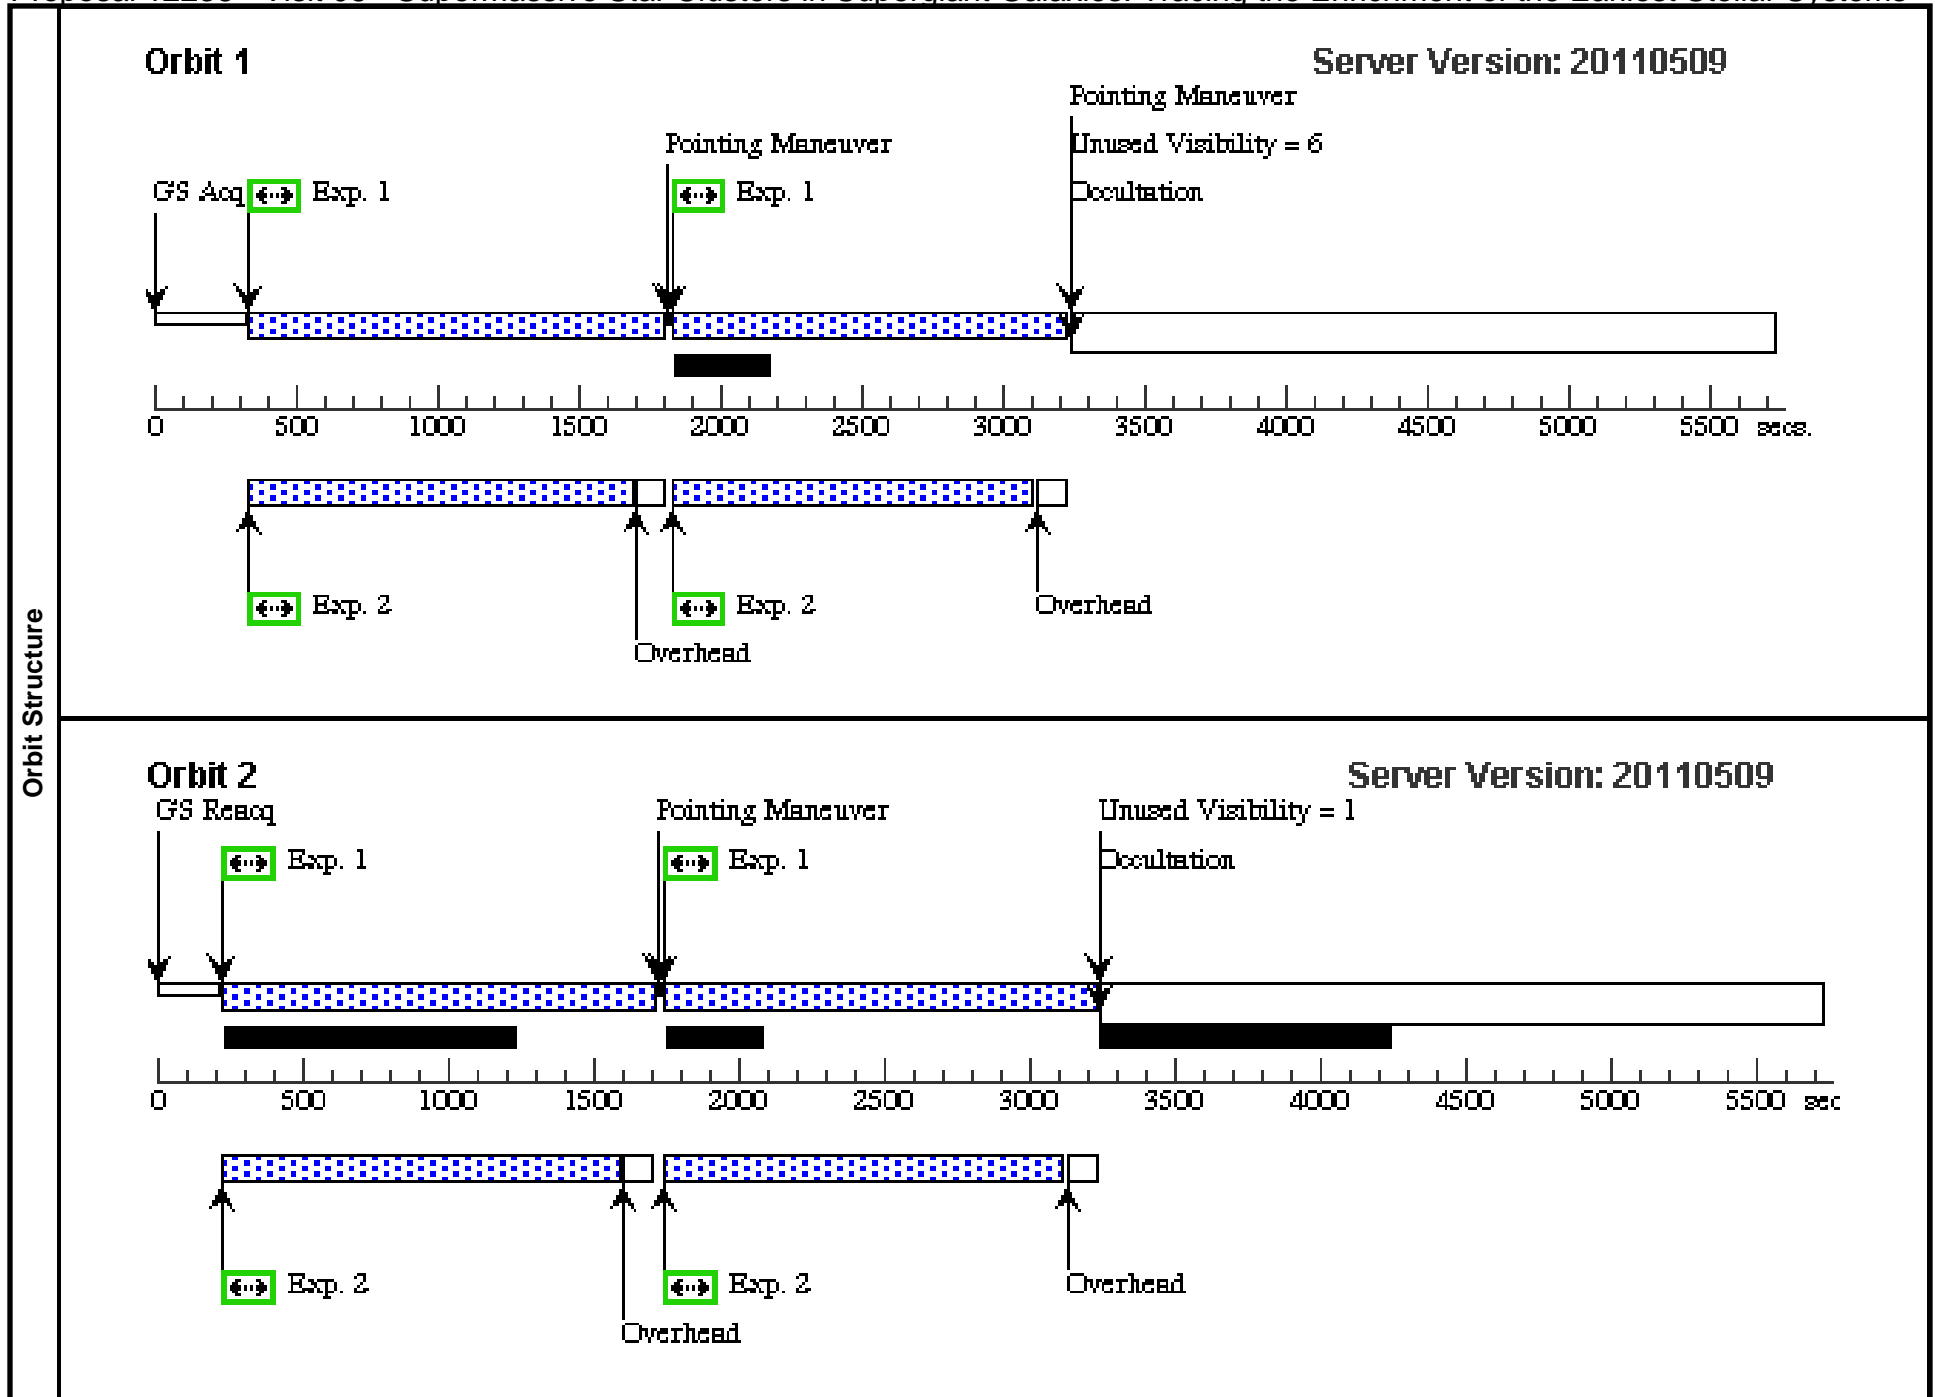 Orbit Structure
Orbit 1
Server Version: 20110509
Pointing Maneuver
Pointing Maneuver
Unused Visibility = 6
GS Acq
Exp. 1
Exp. 1
Occultation
0 500 1000 1500 2000 2500 3000 3500 4000 4500 5000 5500 secs.
Exp. 2
Exp. 2
Overhead
Overhead
Orbit 2
Server Version: 20110509
GS Reacq
Pointing Maneuver
Unused Visibility = 1
Exp. 1
Exp. 1
Occultation
0 500 1000 1500 2000 2500 3000 3500 4000 4500 5000 5500 sec
Exp. 2
Exp. 2
Overhead
Overhead